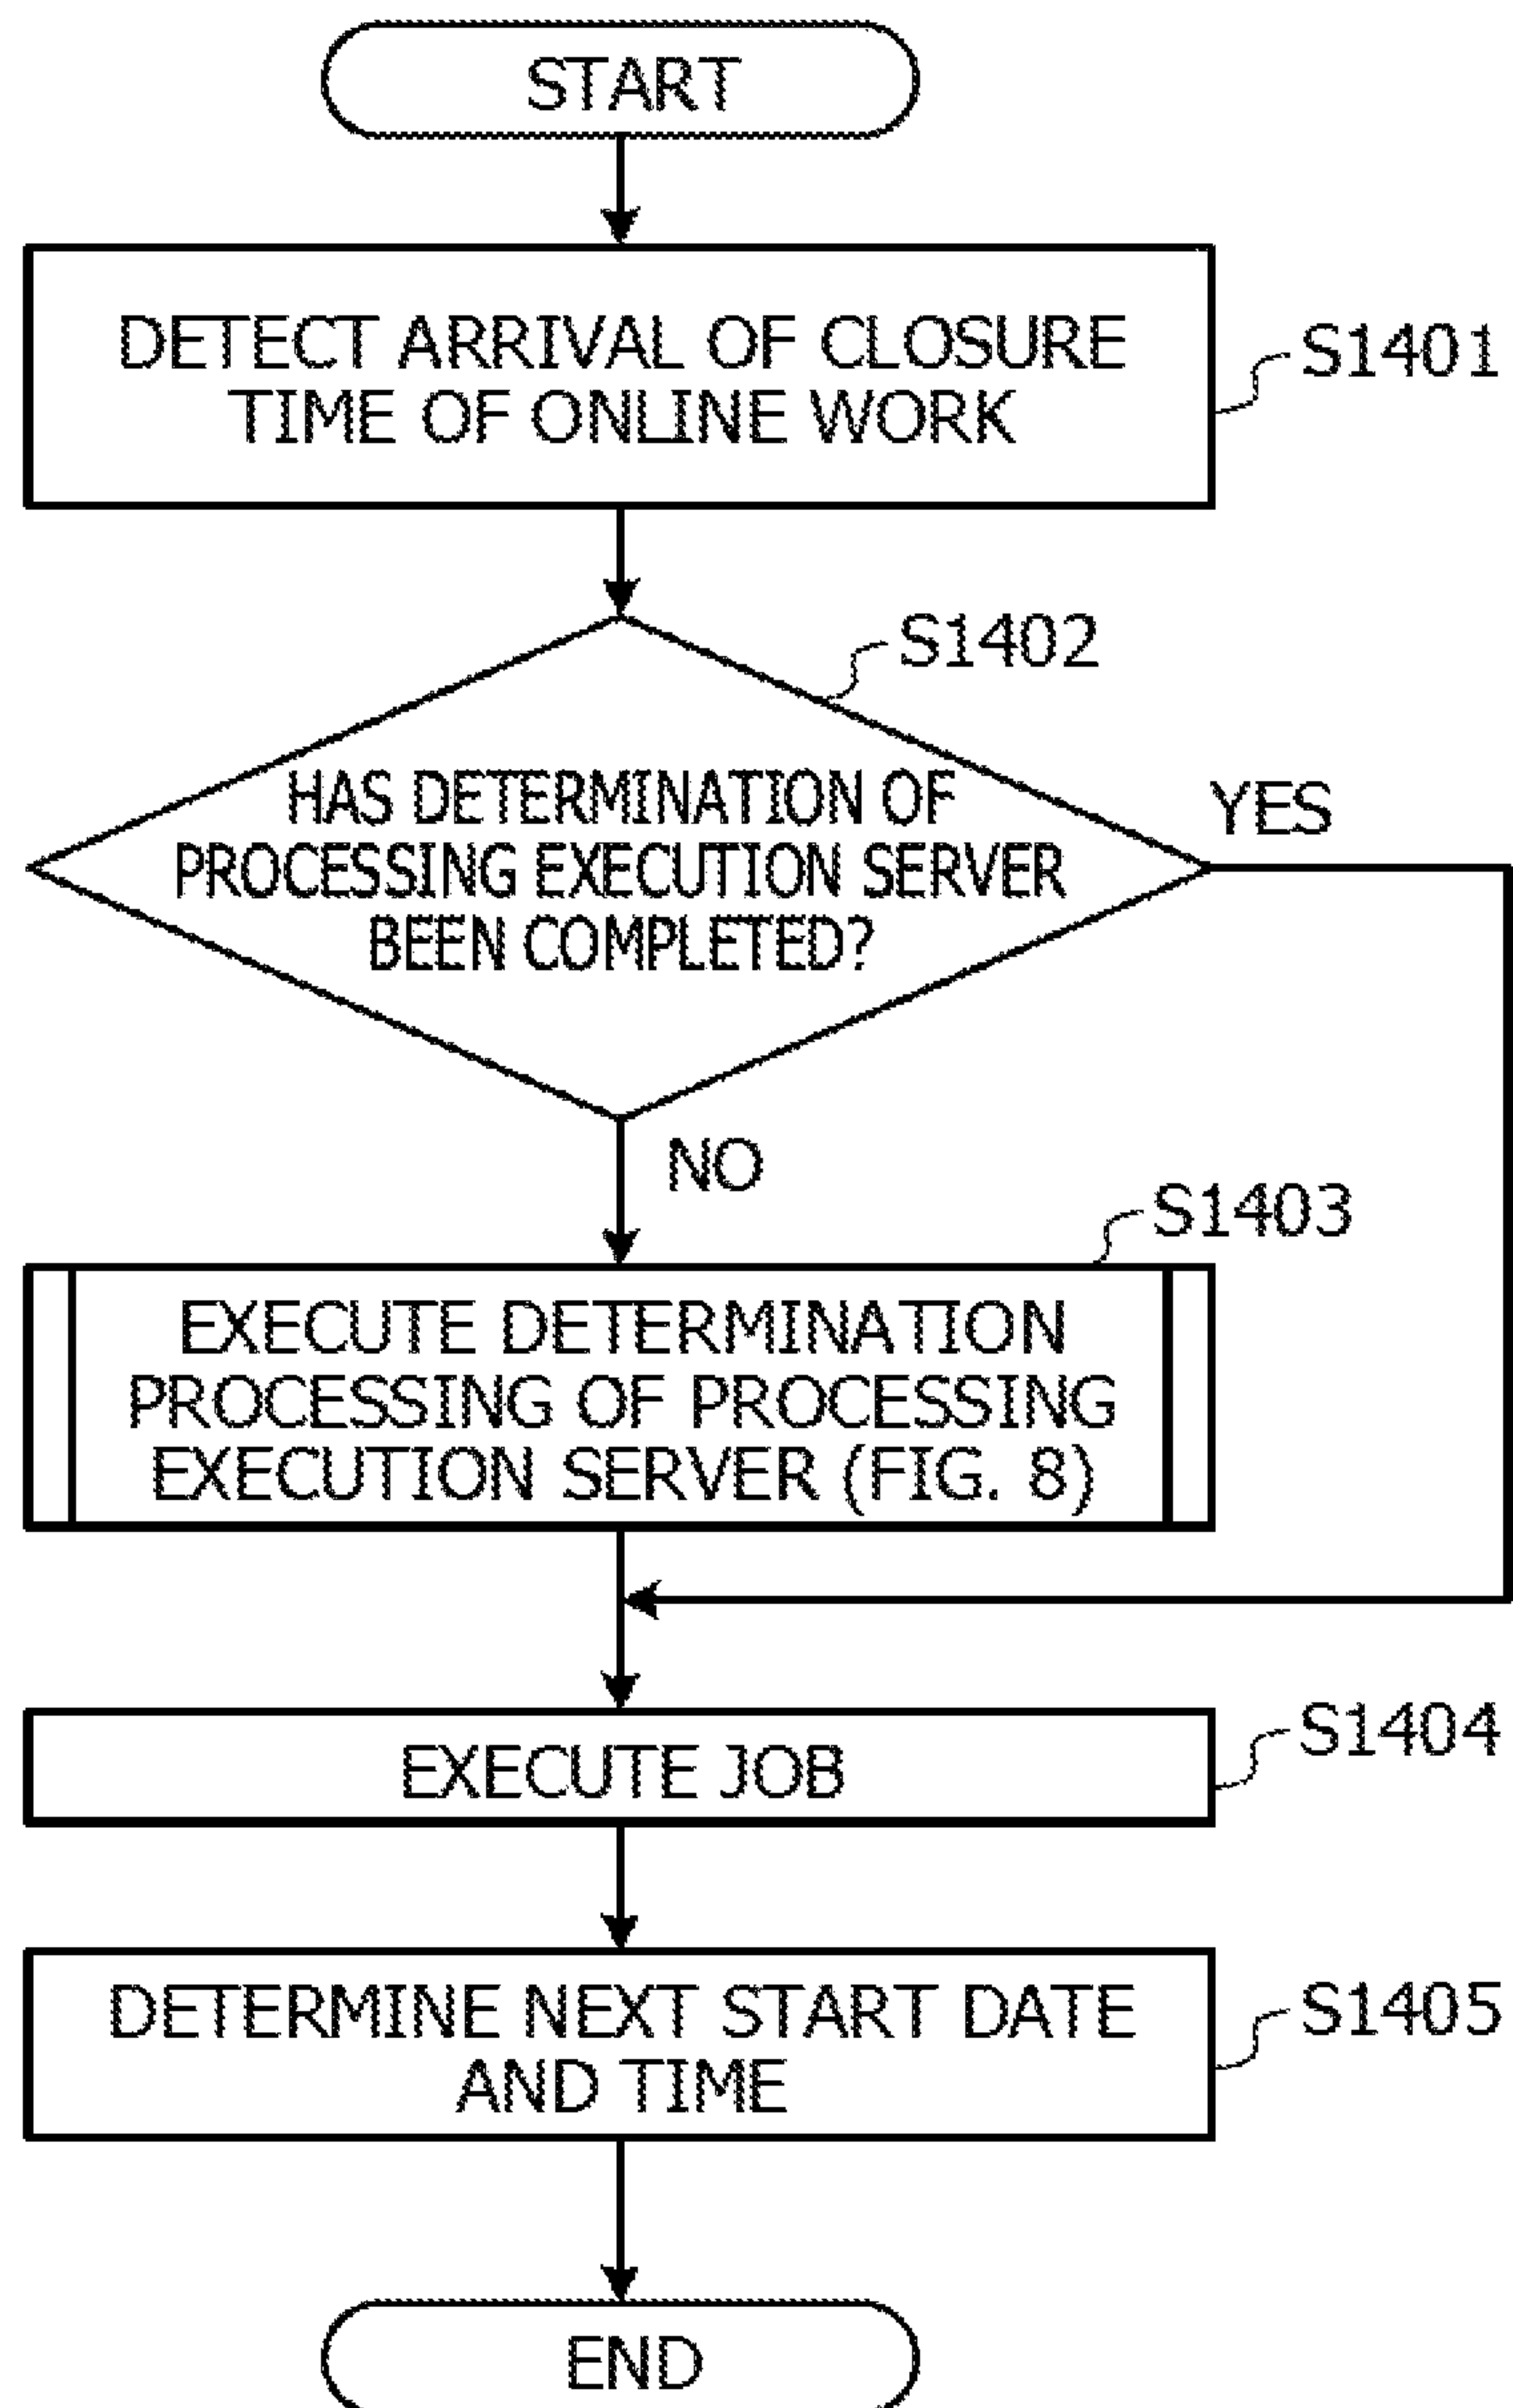 START
DETECT ARRIVAL OF CLOSURE
TIME OF ONLINE WORK
S1401
S1402
HAS DETERMINATION OF
PROCESSING EXECUTION SERVER
BEEN COMPLETED?
YES
NO
S1403
EXECUTE DETERMINATION
PROCESSING OF PROCESSING
EXECUTION SERVER (FIG. 8)
EXECUTE JOB
S1404
DETERMINE NEXT START DATE
AND TIME
S1405
END